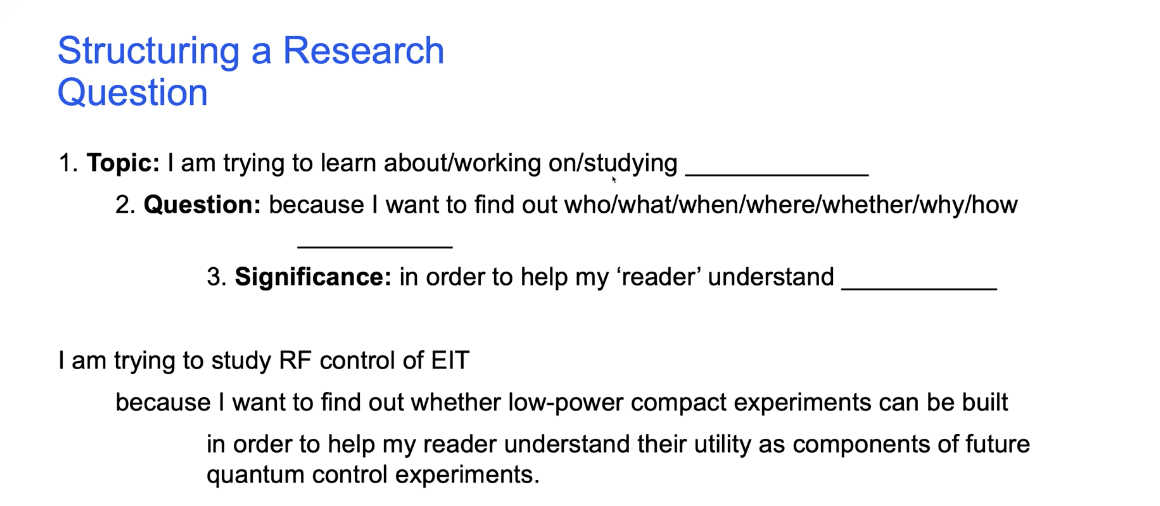 Structuring a Research
Question
1. Topic: I am trying to learn about/working on/studying _____________
2. Question: because I want to find out who/what/when/where/whether/why/how
___________
3. Significance: in order to help my ‘reader’ understand ___________
I am trying to study RF control of EIT
because I want to find out whether low-power compact experiments can be built
in order to help my reader understand their utility as components of future
quantum control experiments.